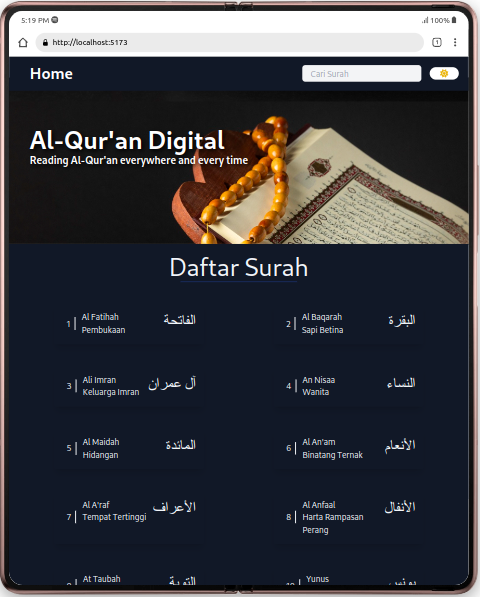 5:19 PM
100%
http://localhost:5173
1
Home
Cari Surah
Al-Qur'an Digital
Reading Al-Qur'an everywhere and every time
Daftar Surah
1 | Al Fatihah الفاتحة
Pembukaan
2 | Al Baqarah البقرة
Sapi Betina
3 | Ali Imran آل عمران
Keluarga Imran
4 | An Nisaa النساء
Wanita
5 | Al Maidah المائدة
Hidangan
6 | Al An'am الأنعام
Binatang Ternak
7 | Al A'raf الأعراف
Tempat Tertinggi
8 | Al Anfaal الأنفال
Harta Rampasan
Perang
At Taubah التوبة
Yunus يونس